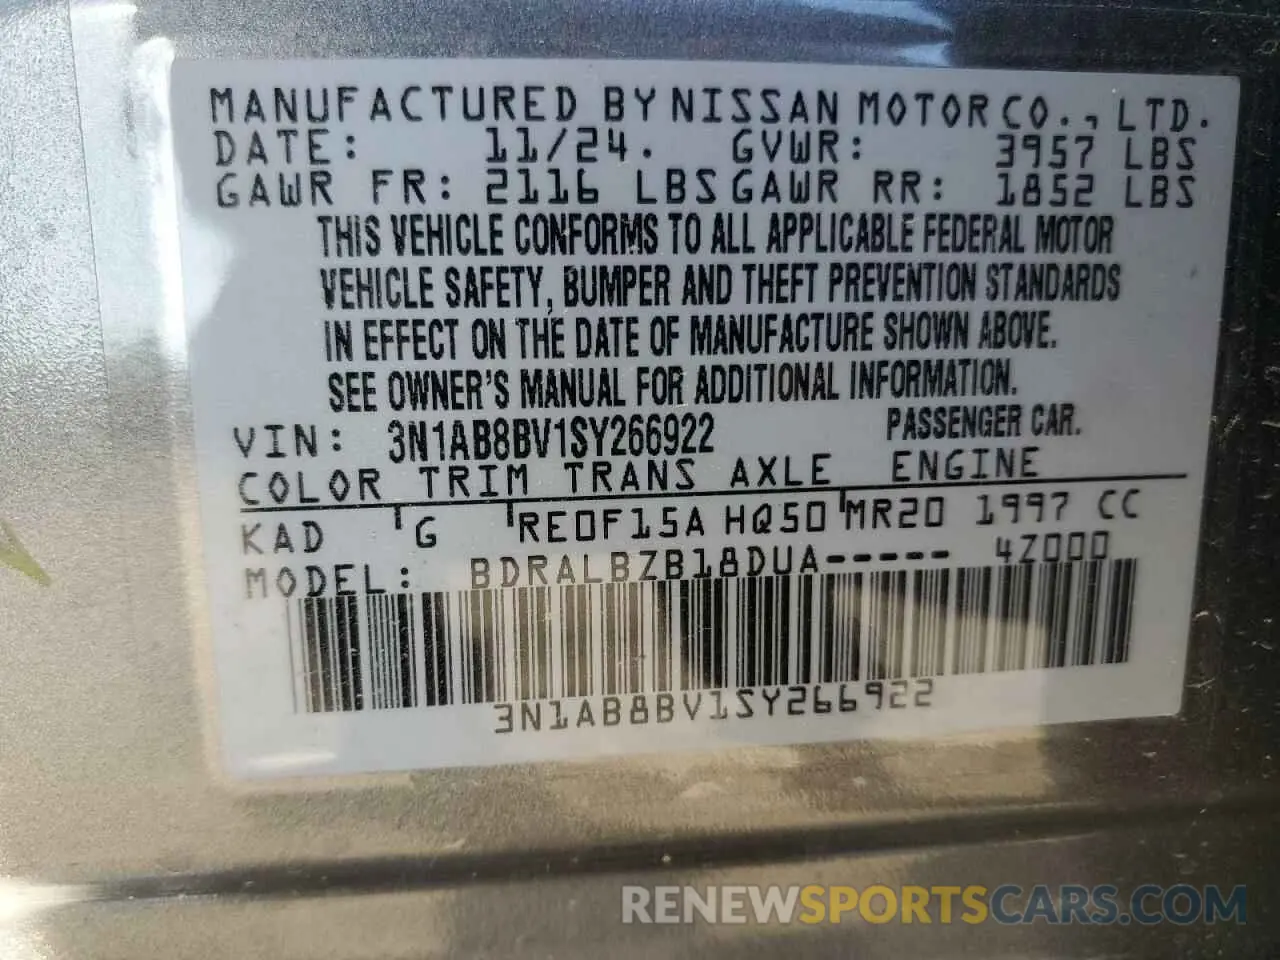 MANUFACTURED BY NISSAN MOTOR CO., LTD.
DATE: 11/24. GVWR: 3957 LBS
GAWR FR: 2116 LBS GAWR RR: 1852 LBS
THIS VEHICLE CONFORMS TO ALL APPLICABLE FEDERAL MOTOR
VEHICLE SAFETY, BUMPER AND THEFT PREVENTION STANDARDS
IN EFFECT ON THE DATE OF MANUFACTURE SHOWN ABOVE.
SEE OWNER'S MANUAL FOR ADDITIONAL INFORMATION.
VIN: 3N1AB8BV1SY266922 PASSENGER CAR.
COLOR TRIM TRANS AXLE ENGINE
KAD G RE0F15A HQ50 MR20 1997 CC
MODEL: BDRALBZB18DUA----- 4Z000
3N1AB8BV1SY266922
RENEWSPORTSCARS.COM